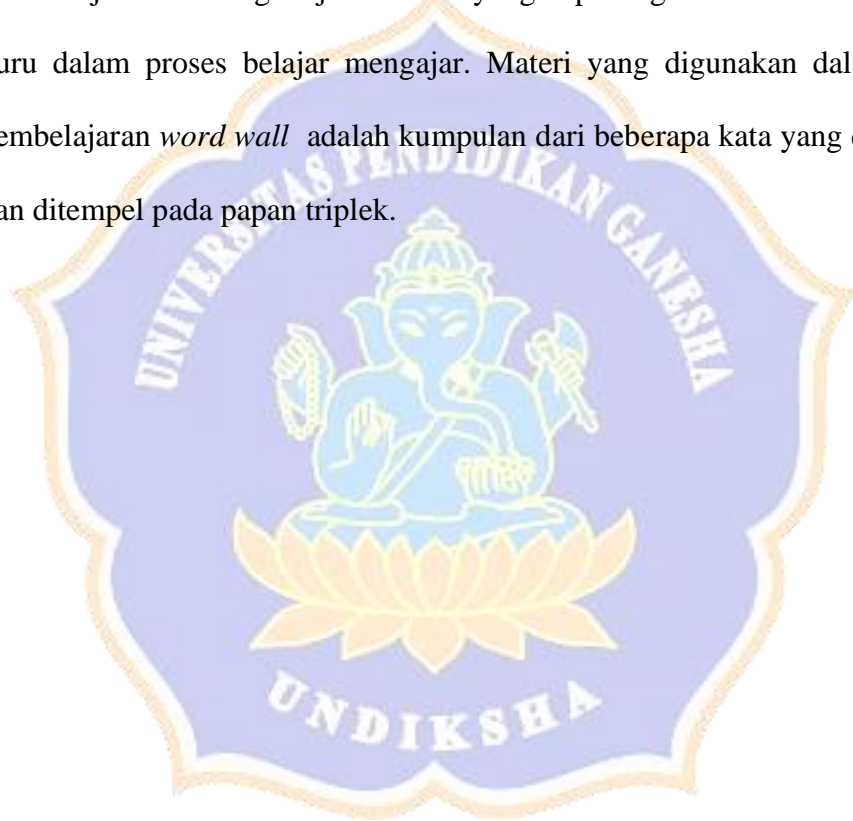 uru dalam proses belajar mengajar. Materi yang digunakan dal
embelajaran word wall adalah kumpulan dari beberapa kata yang
an ditempel pada papan triplek.
UNIVERSITAS PENDIDIKAN GANESHA
UNDIKSHA